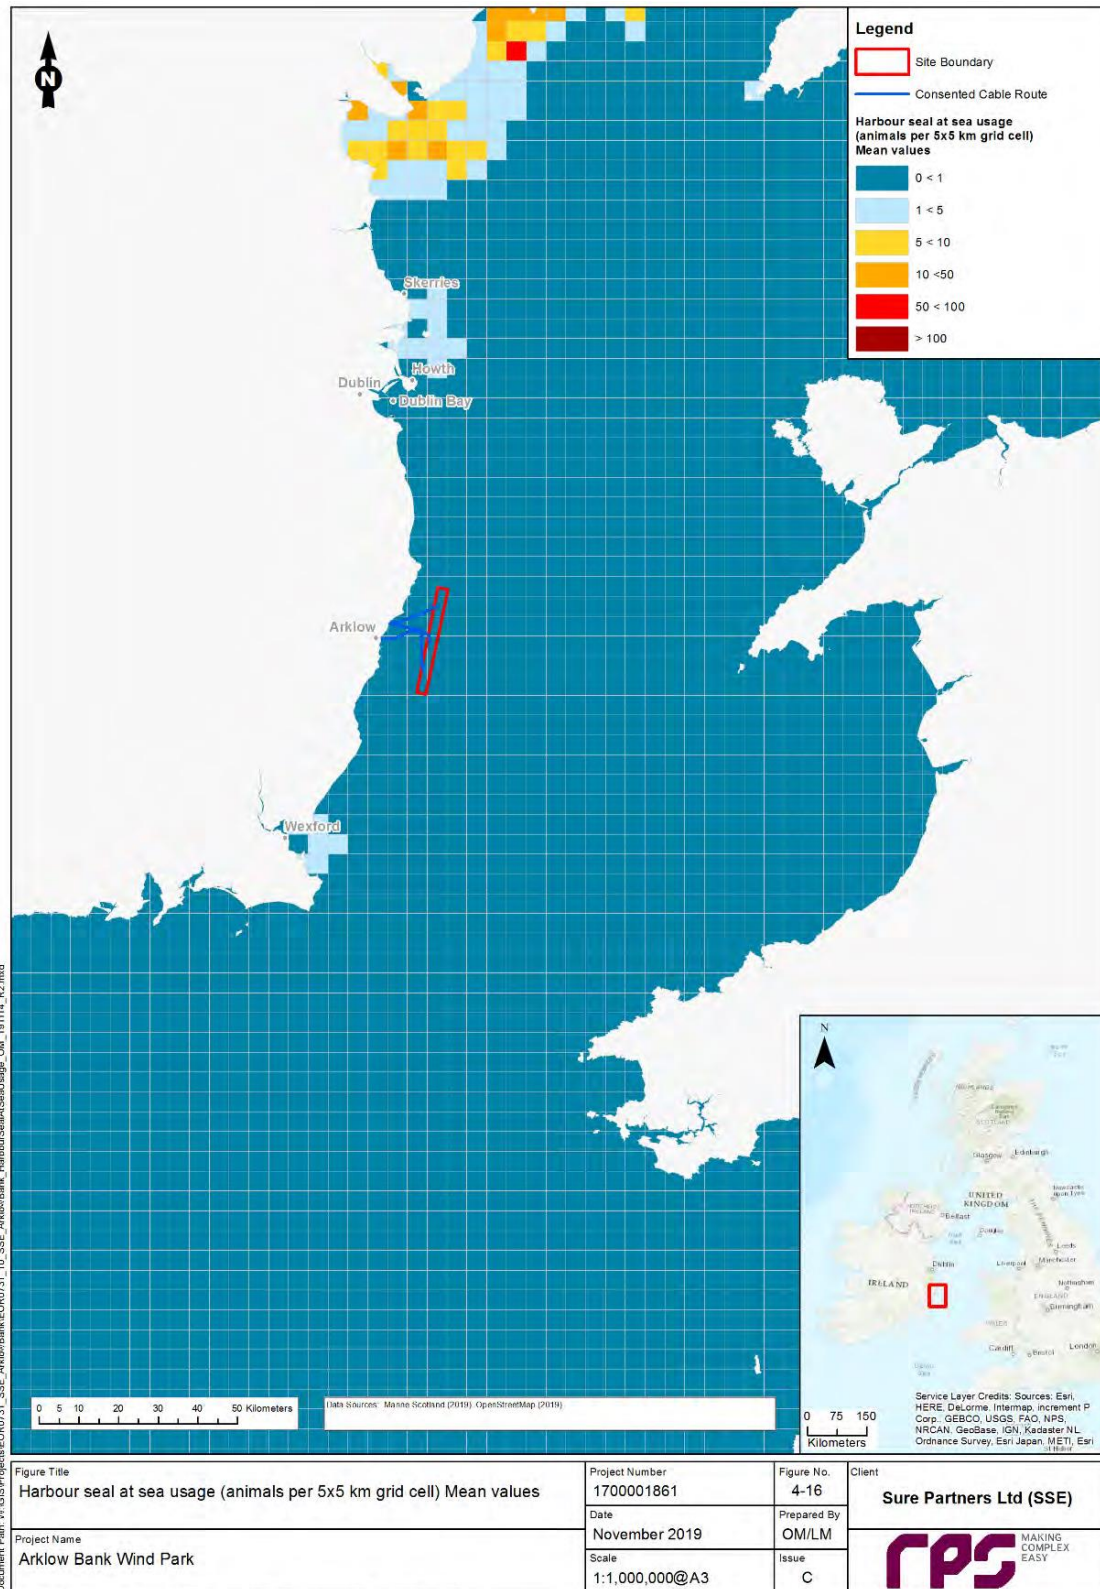 N
Skerries
Howth
Dublin
Dublin Bay
Arklow
Wexford
Legend
Site Boundary
Consented Cable Route
Harbour seal at sea usage
(animals per 5x5 km grid cell)
Mean values
0 < 1
1 < 5
5 < 10
10 <50
50 < 100
> 100
0 5 10 20 30 40 50 Kilometers
Data Sources: Marine Scotland (2019). OpenStreetMap (2019)
N
SCOTLAND
Glasgow
Edinburgh
UNITED
KINGDOM
Belfast
Douglas
Leeds
Dublin
Liverpool
Manchester
IRELAND
Nottingham
ENGLAND
Birmingham
WALES
Cardiff
Bristol
London
0 75 150
Kilometers
Service Layer Credits: Sources: Esri,
HERE, DeLorme, Intermap, increment P
Corp., GEBCO, USGS, FAO, NPS,
NRCAN, GeoBase, IGN, Kadaster NL,
Ordnance Survey, Esri Japan, METI, Esri
Figure Title
Harbour seal at sea usage (animals per 5x5 km grid cell) Mean values
Project Name
Arklow Bank Wind Park
Project Number
1700001861
Date
November 2019
Scale
1:1,000,000@A3
Figure No.
4-16
Prepared By
OM/LM
Issue
C
Client
Sure Partners Ltd (SSE)
rps
MAKING
COMPLEX
EASY